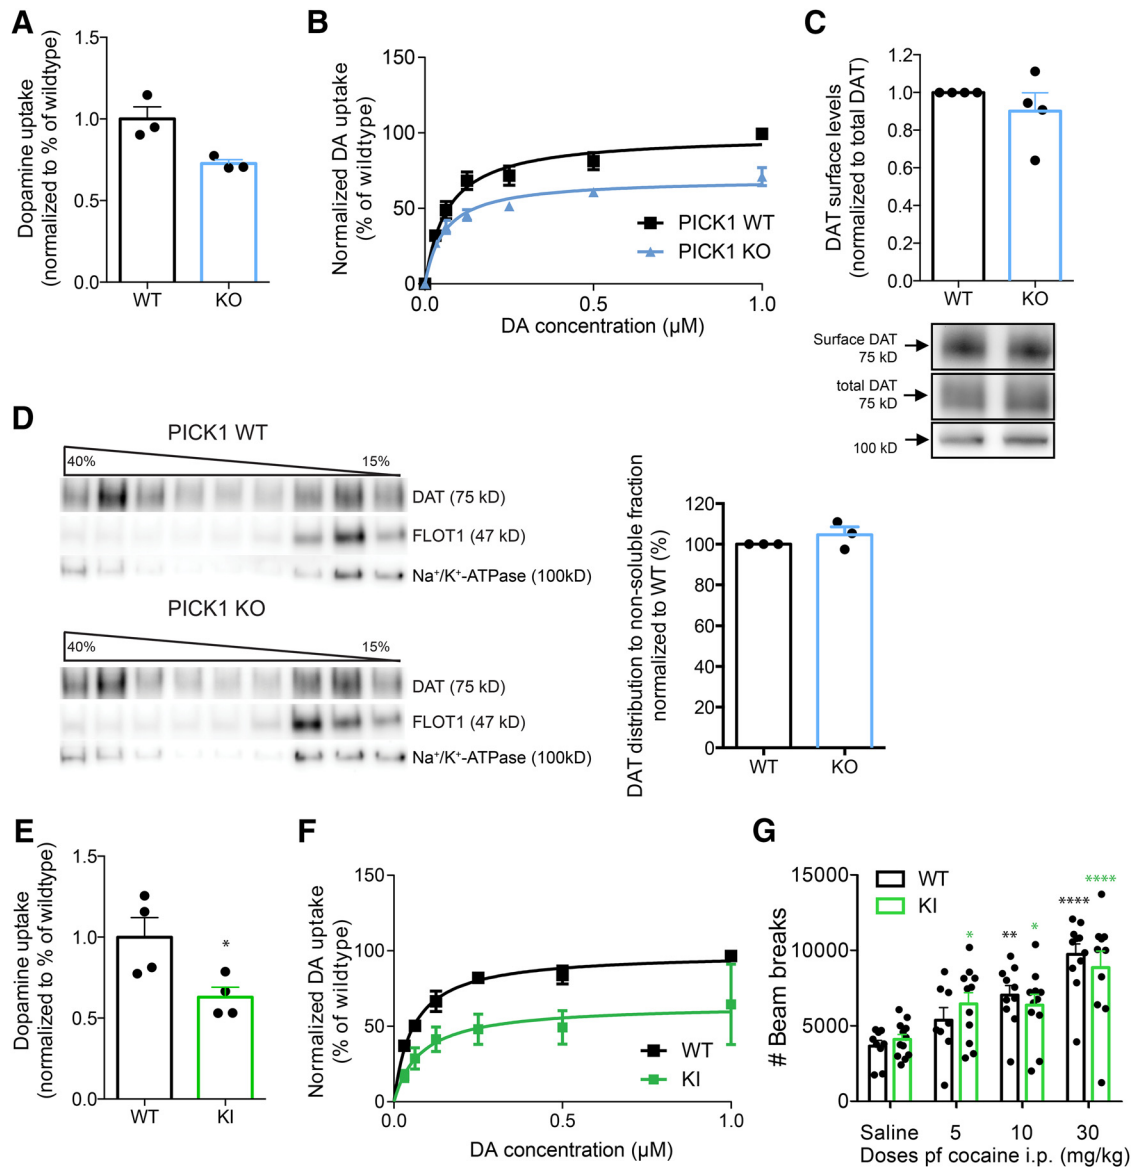 A
Dopamine uptake
(normalized to % of wildtype)
1.5
1.0
0.5
0.0
WT
KO
B
Normalized DA uptake
(% of wildtype)
150
100
50
0
0.0
0.5
1.0
PICK1 WT
PICK1 KO
DA concentration (µM)
C
DAT surface levels
(normalized to total DAT)
1.2
1.0
0.8
0.6
0.4
0.2
0.0
WT
KO
Surface DAT
75 kD
total DAT
75 kD
100 kD
D
PICK1 WT
40%
15%
DAT (75 kD)
FLOT1 (47 kD)
Na+/K+-ATPase (100kD)
PICK1 KO
40%
15%
DAT (75 kD)
FLOT1 (47 kD)
Na+/K+-ATPase (100kD)
DAT distribution to non-soluble fraction
normalized to WT (%)
120
100
80
60
40
20
0
WT
KO
E
Dopamine uptake
(normalized to % of wildtype)
1.5
1.0
0.5
0.0
*
WT
KI
F
Normalized DA uptake
(% of wildtype)
150
100
50
0
0.0
0.5
1.0
WT
KI
DA concentration (µM)
G
# Beam breaks
15000
10000
5000
0
WT
KI
*
**
*
****
****
Saline 5 10 30
Doses pf cocaine i.p. (mg/kg)